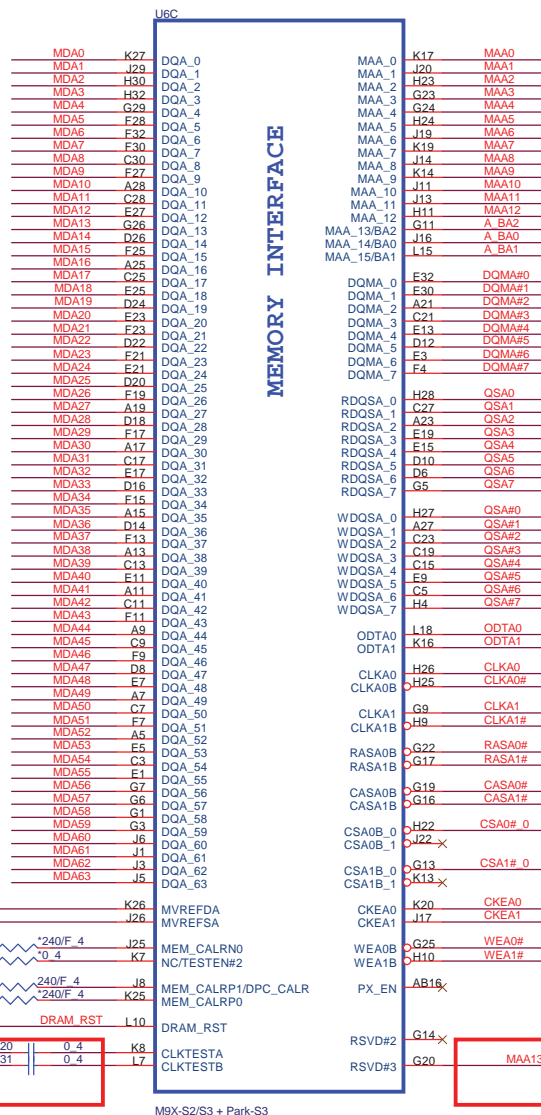 U6C
MEMORY INTERFACE
MDA0 K27 DQA_0
MDA1 J29 DQA_1
MDA2 H30 DQA_2
MDA3 H32 DQA_3
MDA4 G29 DQA_4
MDA5 F28 DQA_5
MDA6 F32 DQA_6
MDA7 F30 DQA_7
MDA8 C30 DQA_8
MDA9 F27 DQA_9
MDA10 A28 DQA_10
MDA11 C28 DQA_11
MDA12 E27 DQA_12
MDA13 G26 DQA_13
MDA14 D26 DQA_14
MDA15 F25 DQA_15
MDA16 A25 DQA_16
MDA17 C25 DQA_17
MDA18 E25 DQA_18
MDA19 D24 DQA_19
MDA20 E23 DQA_20
MDA21 F23 DQA_21
MDA22 D22 DQA_22
MDA23 F21 DQA_23
MDA24 E21 DQA_24
MDA25 D20 DQA_25
MDA26 F19 DQA_26
MDA27 A19 DQA_27
MDA28 D18 DQA_28
MDA29 F17 DQA_29
MDA30 A17 DQA_30
MDA31 C17 DQA_31
MDA32 E17 DQA_32
MDA33 D16 DQA_33
MDA34 F15 DQA_34
MDA35 A15 DQA_35
MDA36 D14 DQA_36
MDA37 F13 DQA_37
MDA38 A13 DQA_38
MDA39 C13 DQA_39
MDA40 E11 DQA_40
MDA41 A11 DQA_41
MDA42 C11 DQA_42
MDA43 F11 DQA_43
MDA44 A9 DQA_44
MDA45 C9 DQA_45
MDA46 F9 DQA_46
MDA47 D8 DQA_47
MDA48 E7 DQA_48
MDA49 A7 DQA_49
MDA50 C7 DQA_50
MDA51 F7 DQA_51
MDA52 A5 DQA_52
MDA53 E5 DQA_53
MDA54 C3 DQA_54
MDA55 E1 DQA_55
MDA56 G7 DQA_56
MDA57 G6 DQA_57
MDA58 G1 DQA_58
MDA59 G3 DQA_59
MDA60 J6 DQA_60
MDA61 J1 DQA_61
MDA62 J3 DQA_62
MDA63 J5 DQA_63
K26 MVREFDA
J26 MVREFSA
*240/F_4 J25 MEM_CALRN0
*0_4 K7 NC/TESTEN#2
240/F_4 J8 MEM_CALRP1/DPC_CALR
*240/F_4 K25 MEM_CALRP0
DRAM_RST L10 DRAM_RST
20 0_4 K8 CLKTESTA
31 0_4 L7 CLKTESTB
MAA_0 K17 MAA0
MAA_1 J20 MAA1
MAA_2 H23 MAA2
MAA_3 G23 MAA3
MAA_4 G24 MAA4
MAA_5 H24 MAA5
MAA_6 J19 MAA6
MAA_7 K19 MAA7
MAA_8 J14 MAA8
MAA_9 K14 MAA9
MAA_10 J11 MAA10
MAA_11 J13 MAA11
MAA_12 H11 MAA12
MAA_13/BA2 G11 A_BA2
MAA_14/BA0 J16 A_BA0
MAA_15/BA1 L15 A_BA1
DQMA_0 E32 DQMA#0
DQMA_1 E30 DQMA#1
DQMA_2 A21 DQMA#2
DQMA_3 C21 DQMA#3
DQMA_4 E13 DQMA#4
DQMA_5 D12 DQMA#5
DQMA_6 E3 DQMA#6
DQMA_7 F4 DQMA#7
RDQSA_0 H28 QSA0
RDQSA_1 C27 QSA1
RDQSA_2 A23 QSA2
RDQSA_3 E19 QSA3
RDQSA_4 E15 QSA4
RDQSA_5 D10 QSA5
RDQSA_6 D6 QSA6
RDQSA_7 G5 QSA7
WDQSA_0 H27 QSA#0
WDQSA_1 A27 QSA#1
WDQSA_2 C23 QSA#2
WDQSA_3 C19 QSA#3
WDQSA_4 C15 QSA#4
WDQSA_5 E9 QSA#5
WDQSA_6 C5 QSA#6
WDQSA_7 H4 QSA#7
ODTA0 L18 ODTA0
ODTA1 K16 ODTA1
CLKA0 H26 CLKA0
CLKA0B H25 CLKA0#
CLKA1 G9 CLKA1
CLKA1B H9 CLKA1#
RASA0B G22 RASA0#
RASA1B G17 RASA1#
CASA0B G19 CASA0#
CASA1B G16 CASA1#
CSA0B_0 H22 CSA0#_0
CSA0B_1 J22
CSA1B_0 G13 CSA1#_0
CSA1B_1 K13
CKEA0 K20 CKEA0
CKEA1 J17 CKEA1
WEA0B G25 WEA0#
WEA1B H10 WEA1#
PX_EN AB16
RSVD#2 G14
RSVD#3 G20 MAA13
M9X-S2/S3 + Park-S3